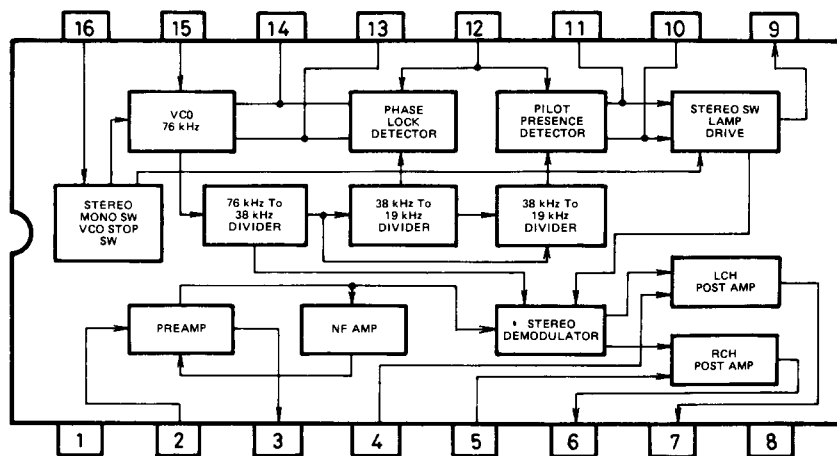 16 15 14 13 12 11 10 9
VCO
76 kHz
PHASE
LOCK
DETECTOR
PILOT
PRESENCE
DETECTOR
STEREO SW
LAMP
DRIVE
STEREO
MONO SW
VCO STOP
SW
76 kHz To
38 kHz
DIVIDER
38 kHz To
19 kHz
DIVIDER
38 kHz To
19 kHz
DIVIDER
LCH
POST AMP
PREAMP
NF AMP
STEREO
DEMODULATOR
RCH
POST AMP
1 2 3 4 5 6 7 8